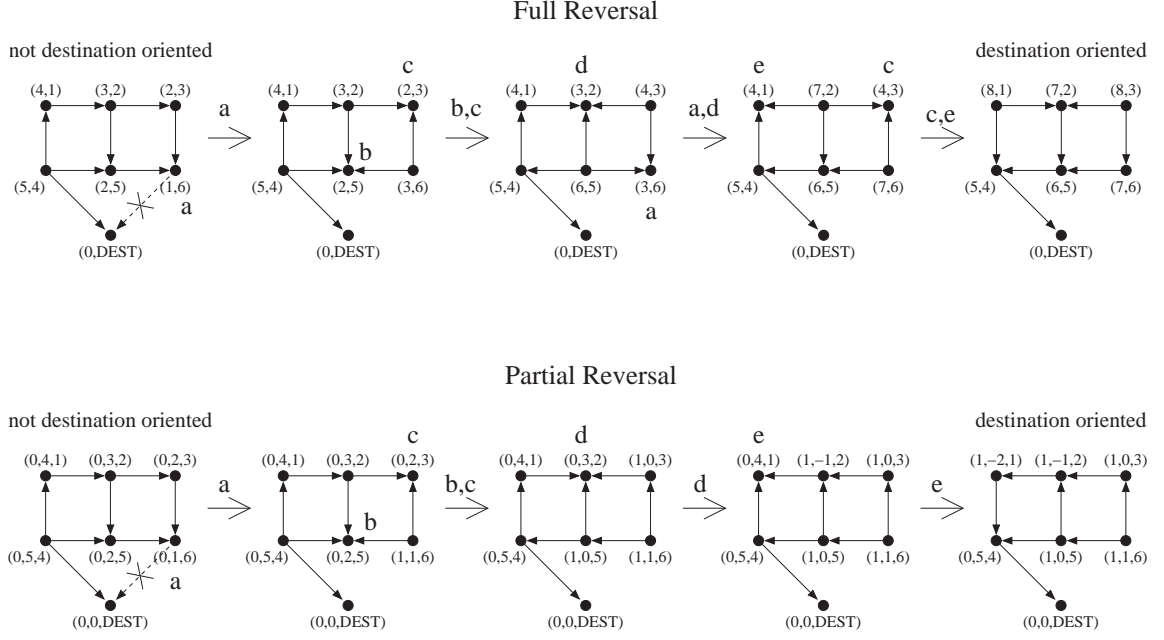 Full Reversal
not destination oriented
destination oriented
c d e c
(4,1) (3,2) (2,3) (4,1) (3,2) (2,3) (4,1) (3,2) (4,3) (4,1) (7,2) (4,3) (8,1) (7,2) (8,3)
a b,c a,d c,e
b
(5,4) (2,5) (1,6) (5,4) (2,5) (3,6) (5,4) (6,5) (3,6) (5,4) (6,5) (7,6) (5,4) (6,5) (7,6)
a a
(0,DEST) (0,DEST) (0,DEST) (0,DEST) (0,DEST)
Partial Reversal
not destination oriented
destination oriented
c d e
(0,4,1) (0,3,2) (0,2,3) (0,4,1) (0,3,2) (0,2,3) (0,4,1) (0,3,2) (1,0,3) (0,4,1) (1,−1,2) (1,0,3) (1,−2,1) (1,−1,2) (1,0,3)
a b,c d e
b
(0,5,4) (0,2,5) (0,1,6) (0,5,4) (0,2,5) (1,1,6) (0,5,4) (1,0,5) (1,1,6) (0,5,4) (1,0,5) (1,1,6) (0,5,4) (1,0,5) (1,1,6)
a
(0,0,DEST) (0,0,DEST) (0,0,DEST) (0,0,DEST) (0,0,DEST)